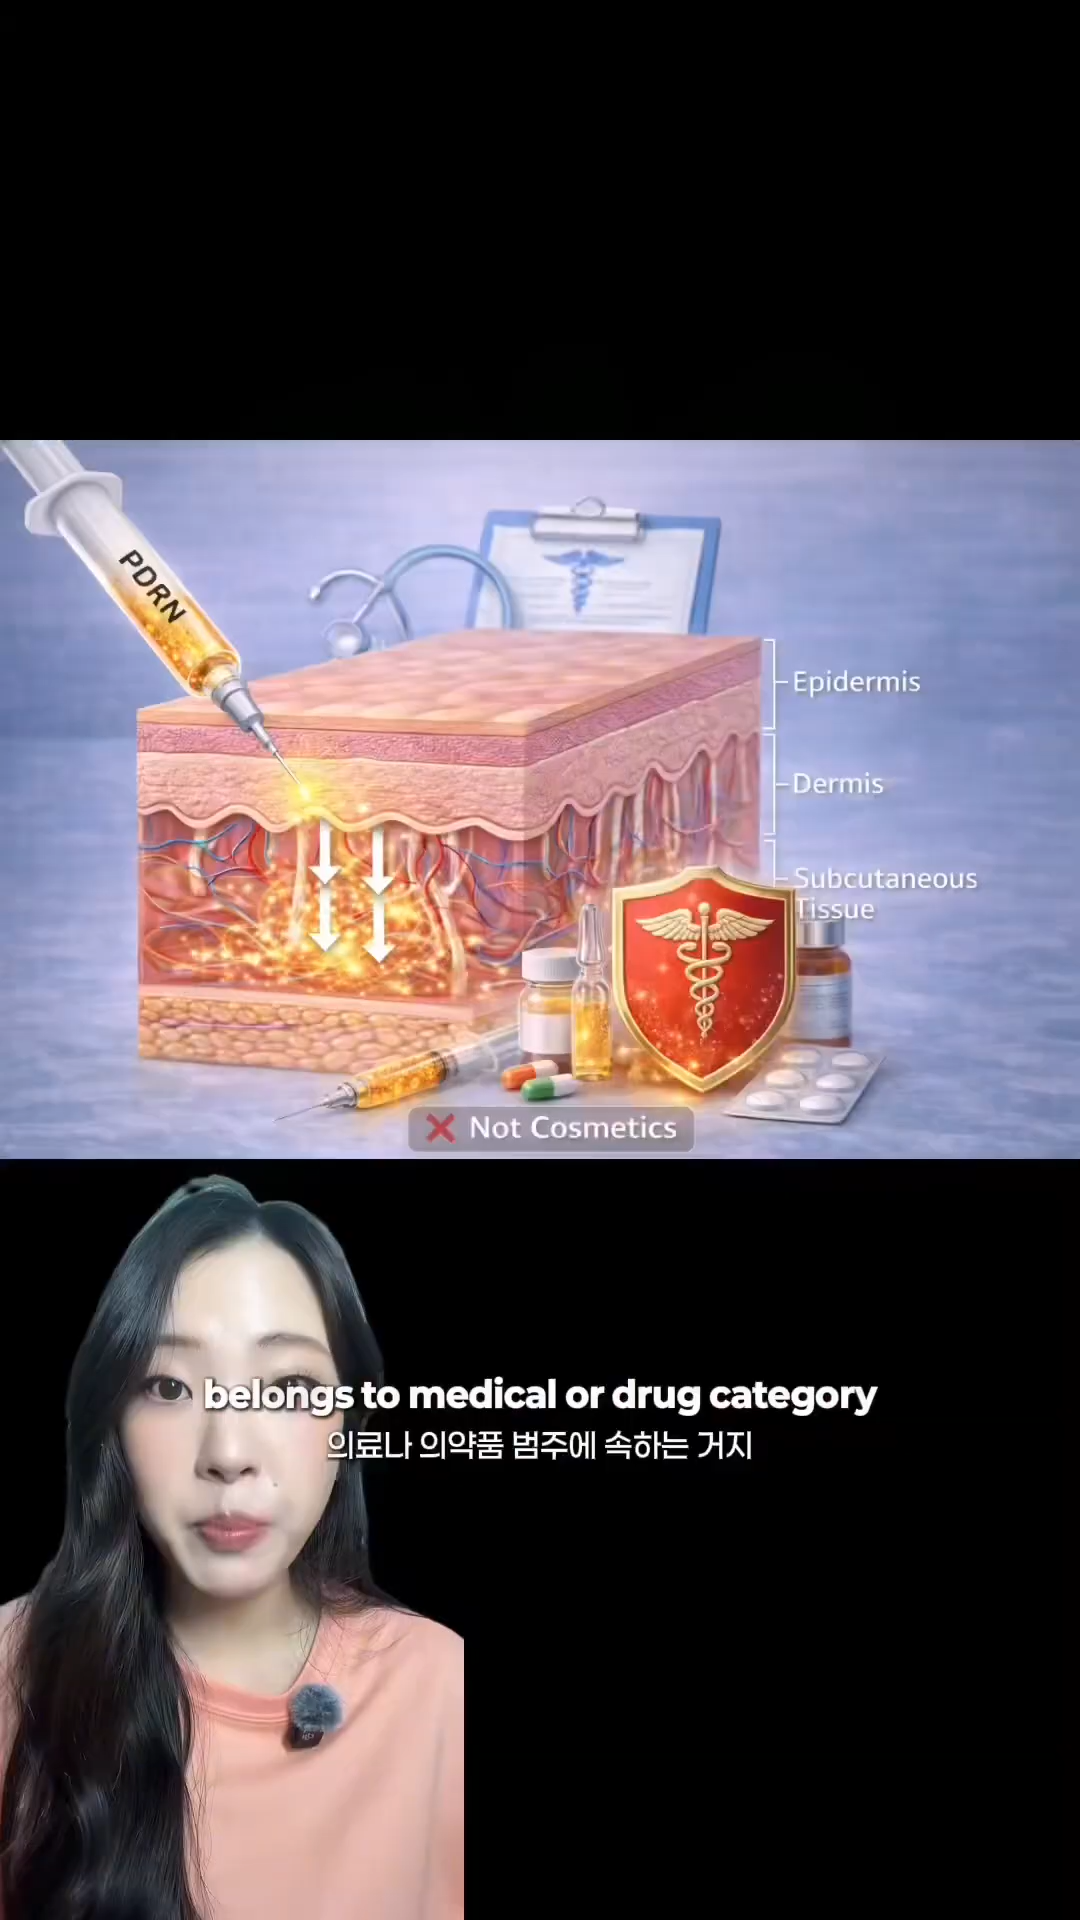 PDRN
Epidermis
Dermis
Subcutaneous
Tissue
❌ Not Cosmetics
belongs to medical or drug category
의료나 의약품 범주에 속하는 거지